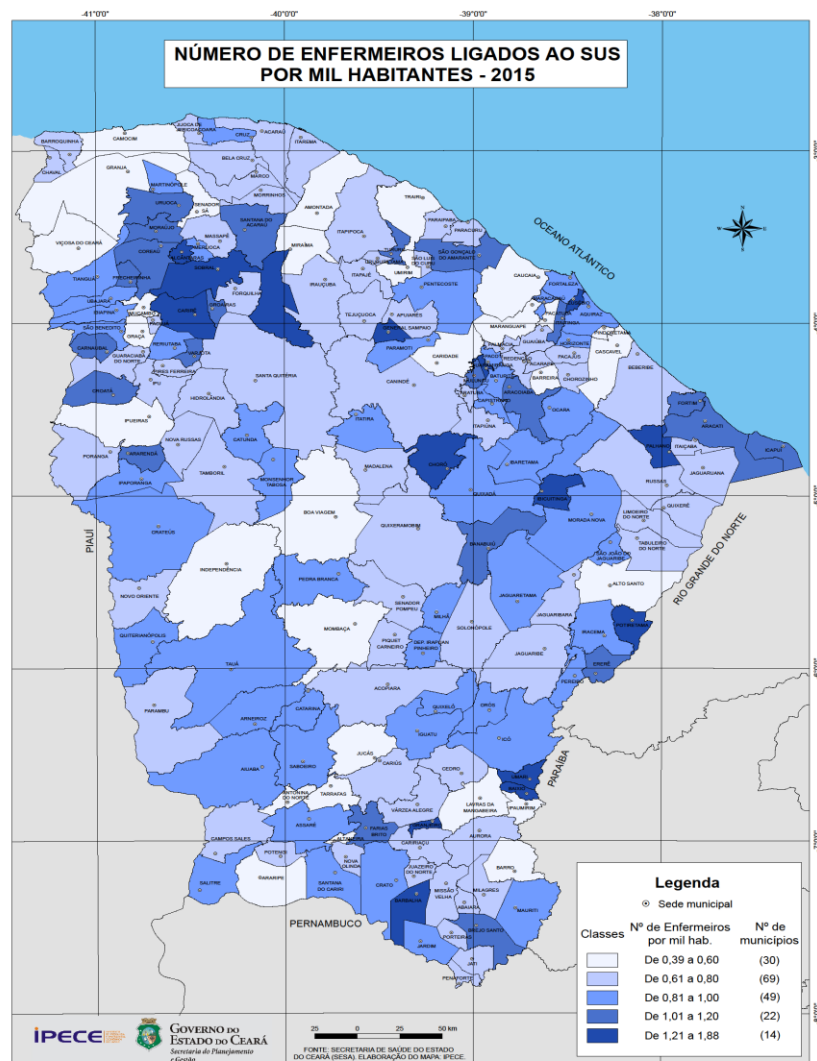 -41°0'0"
-40°0'0"
-39°0'0"
-38°0'0"
NÚMERO DE ENFERMEIROS LIGADOS AO SUS
POR MIL HABITANTES - 2015
OCEANO ATLÂNTICO
CAMOCIM
ACARAÚ
CRUZ
BARROQUINHA
ITAREMA
CHAVAL
BELA CRUZ
GRANJA
MARCO
MARTINÓPOLE
MORRINHOS
URUOCA
SENADOR
SÁ
AMONTADA
TRAIRI
SANTANA DO
ACARAÚ
PARAIPABA
PARACURU
MORAÚJO
MASSAPÊ
ITAPIPOCA
VIÇOSA DO CEARÁ
COREAÚ
MIRAÍMA
SÃO GONÇALO
DO AMARANTE
SÃO LUÍS
DO CURU
UMIRIM
ITAPAJÉ
TIANGUÁ
FRECHEIRINHA
SOBRAL
IRAUÇUBA
CAUCAIA
FORTALEZA
PENTECOSTE
FORQUILHA
UBAJARA
TEJUÇUOCA
IBIAPINA
CARIRÉ
GROAÍRAS
APUIARÉS
MARANGUAPE
SÃO BENEDITO
GRAÇA
GENERAL SAMPAIO
GUAIÚBA
HORIZONTE
PINDORETAMA
RERIUTABA
PARAMOTI
CASCAVEL
CARNAUBAL
GUARACIABA
DO NORTE
VARJOTA
CARIDADE
PACAJUS
BEBERIBE
PIRES FERREIRA
BARREIRA
CHOROZINHO
IPU
SANTA QUITÉRIA
CANINDÉ
CROATÁ
HIDROLÂNDIA
ARACOIABA
FORTIM
OCARA
IPUEIRAS
ITATIRA
ITAPIÚNA
ARACATI
CATUNDA
NOVA RUSSAS
PALHANO
ITAIÇABA
ICAPUÍ
PORANGA
ARARENDÁ
CHORÓ
IBARETAMA
TAMBORIL
MADALENA
JAGUARUANA
IPAPORANGA
MONSENHOR
TABOSA
RUSSAS
QUIXADÁ
IBICUITINGA
QUIXERÉ
BOA VIAGEM
LIMOEIRO
DO NORTE
MORADA NOVA
CRATEÚS
QUIXERAMOBIM
TABULEIRO
DO NORTE
BANABUIÚ
SÃO JOÃO DO
JAGUARIBE
PIAUÍ
INDEPENDÊNCIA
PEDRA BRANCA
ALTO SANTO
RIO GRANDE DO NORTE
NOVO ORIENTE
SENADOR
POMPEU
JAGUARETAMA
JAGUARIBARA
MILHÃ
MOMBAÇA
SOLONÓPOLE
POTIRETAMA
QUITERIANÓPOLIS
PIQUET
CARNEIRO
DEP. IRAPUAN
PINHEIRO
IRACEMA
JAGUARIBE
TAUÁ
ERERÊ
PEREIRO
ACOPIARA
PARAMBU
CATARINA
QUIXELÔ
ORÓS
ARNEIROZ
IGUATU
ICÓ
JUCÁS
CARIÚS
AIUABA
SABOEIRO
CEDRO
UMARI
PARAÍBA
BAIXIO
ANTONINA
DO NORTE
TARRAFAS
LAVRAS DA
MANGABEIRA
IPAUMIRIM
VÁRZEA ALEGRE
ASSARÉ
FARIAS
BRITO
AURORA
CAMPOS SALES
ALTANEIRA
CARIRIAÇU
POTENGI
NOVA
OLINDA
JUAZEIRO
DO NORTE
BARRO
ARARIPE
SALITRE
SANTANA
DO CARIRI
CRATO
MISSÃO
VELHA
MILAGRES
BARBALHA
ABAIARA
MAURITI
PERNAMBUCO
BREJO SANTO
PORTEIRAS
JARDIM
JATI
PENAFORTE
Legenda
Sede municipal
Classes Nº de Enfermeiros por mil hab. Nº de municípios
De 0,39 a 0,60 (30)
De 0,61 a 0,80 (69)
De 0,81 a 1,00 (49)
De 1,01 a 1,20 (22)
De 1,21 a 1,88 (14)
IPECE
GOVERNO DO
ESTADO DO CEARÁ
Secretaria do Planejamento
e Gestão
25 0 25 50 km
FONTE: SECRETARIA DE SAÚDE DO ESTADO
DO CEARÁ (SESA). ELABORAÇÃO DO MAPA: IPECE.